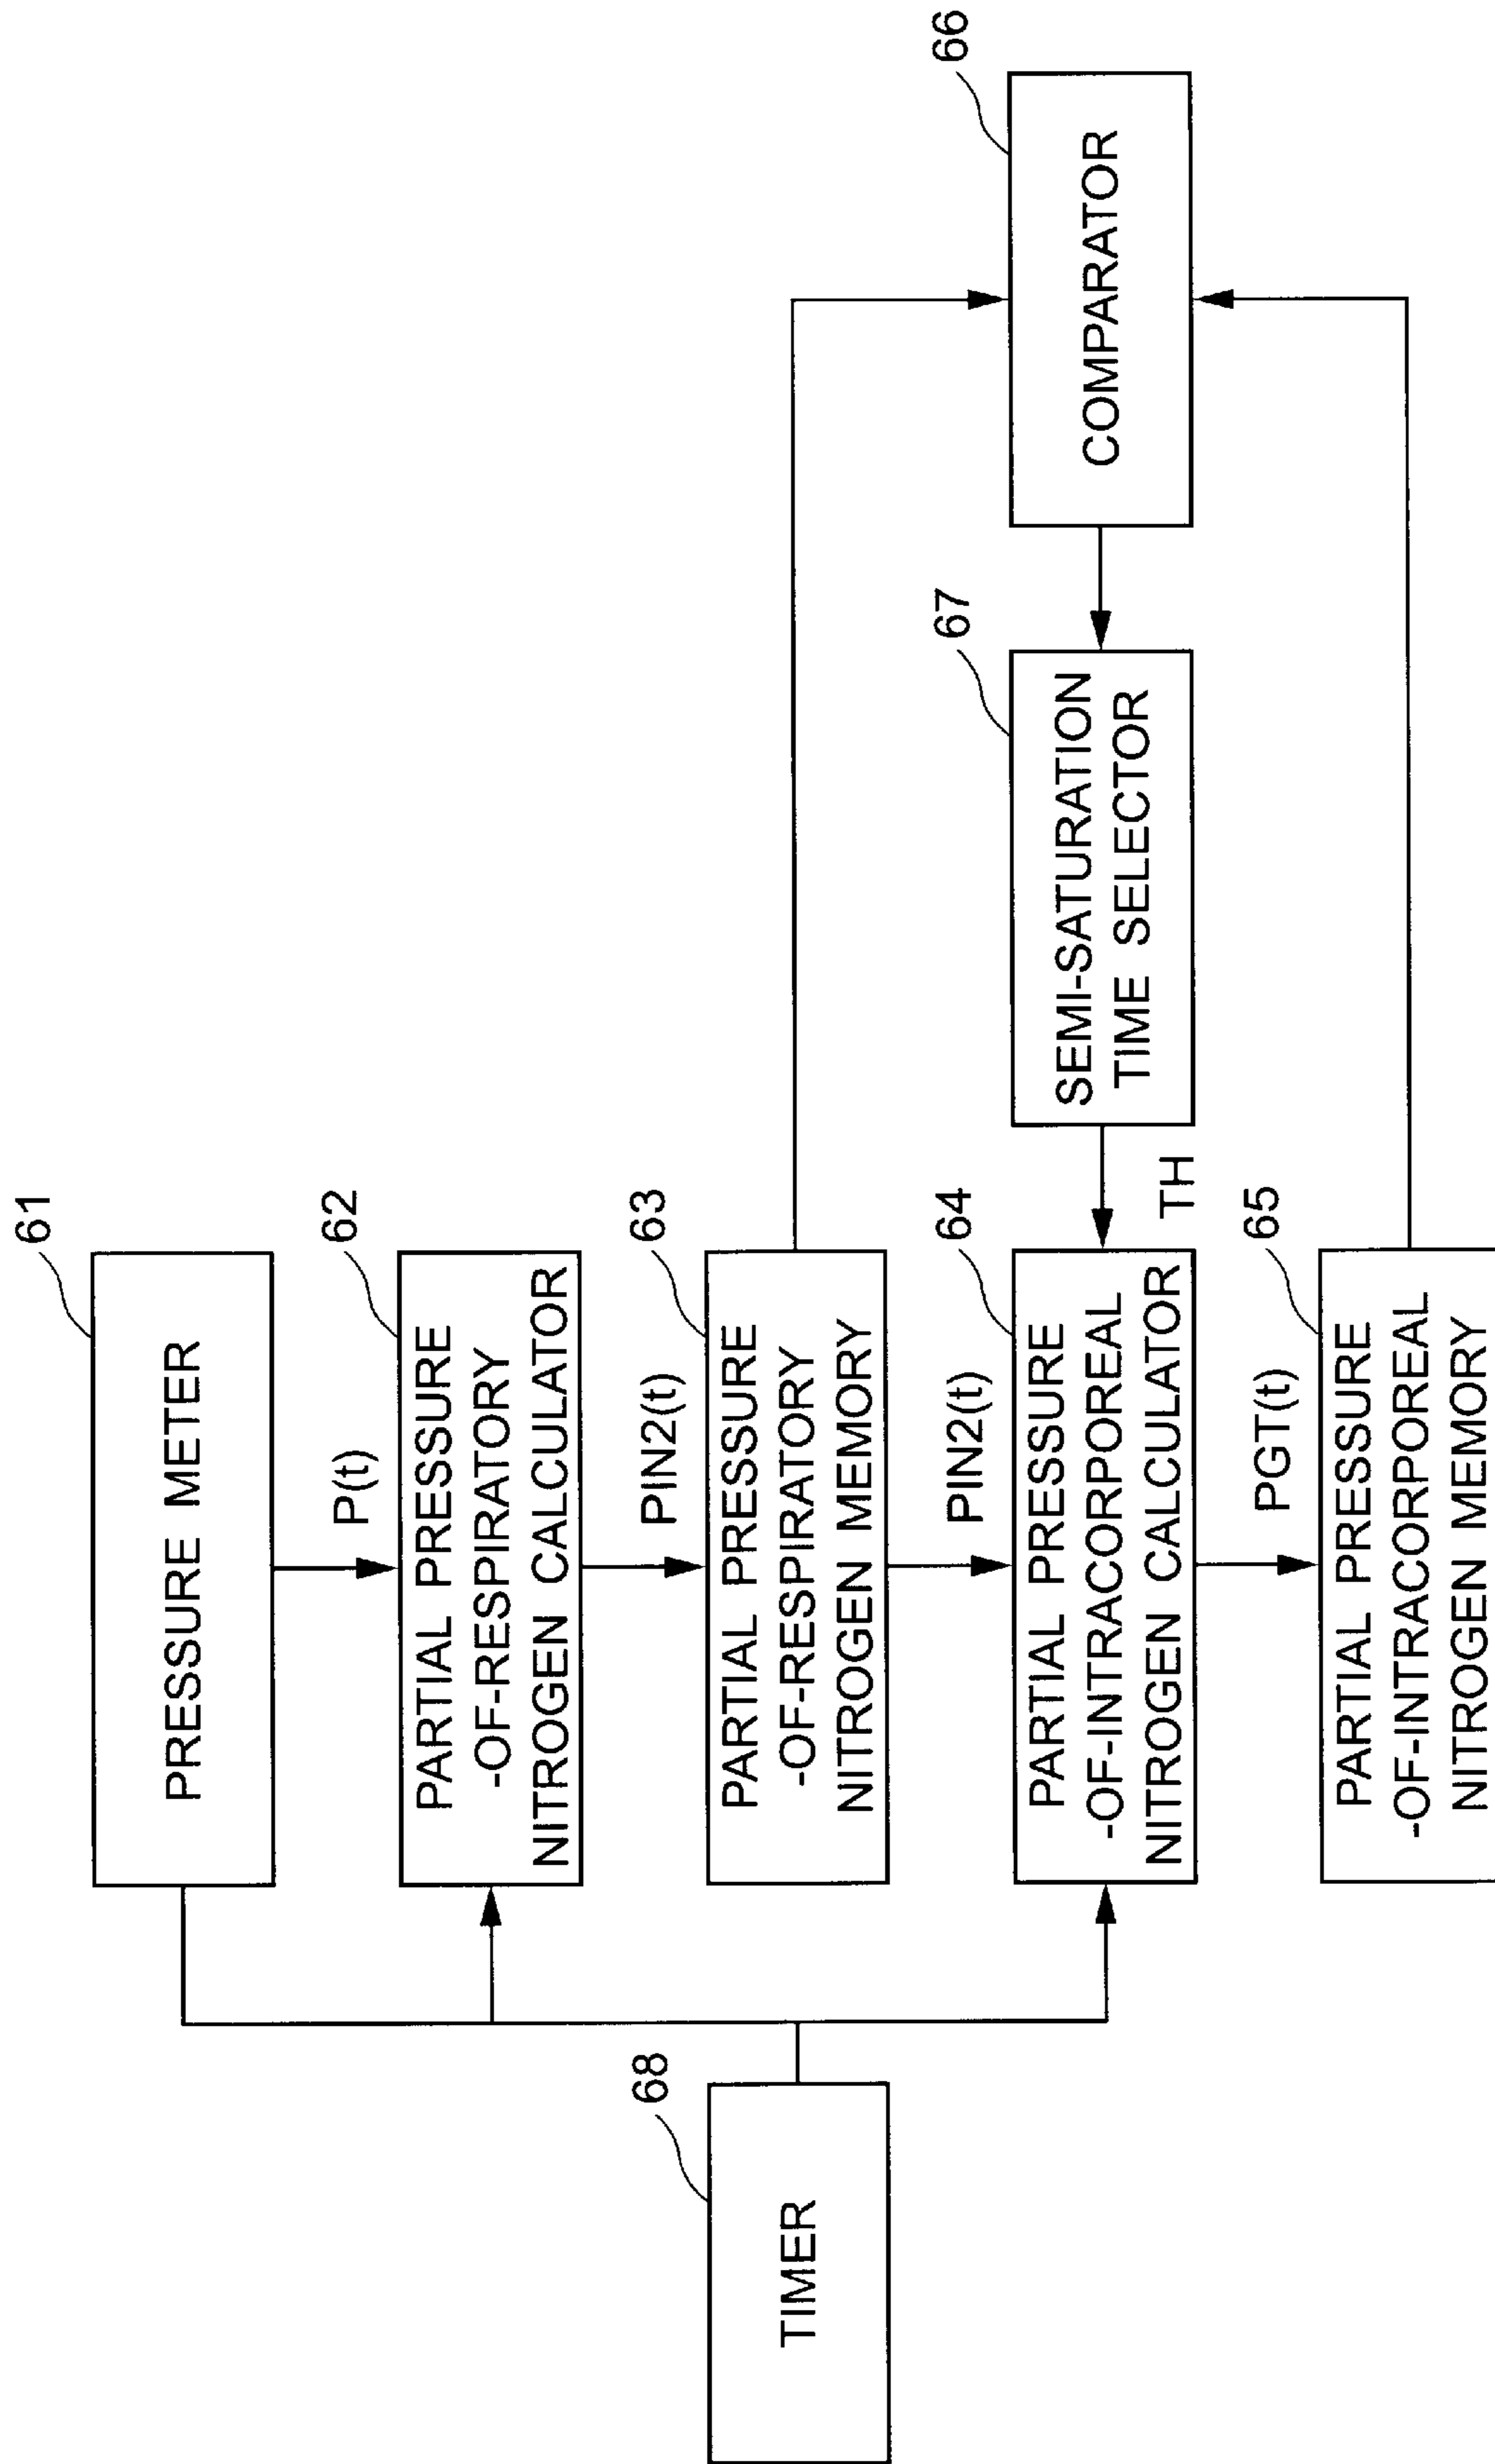 61
PRESSURE METER
P(t)
62
PARTIAL PRESSURE
-OF-RESPIRATORY
NITROGEN CALCULATOR
PIN2(t)
68
TIMER
63
PARTIAL PRESSURE
-OF-RESPIRATORY
NITROGEN MEMORY
PIN2(t)
64
PARTIAL PRESSURE
-OF-INTRACORPOREAL
NITROGEN CALCULATOR
TH
67
SEMI-SATURATION
TIME SELECTOR
66
COMPARATOR
PGT(t)
65
PARTIAL PRESSURE
-OF-INTRACORPOREAL
NITROGEN MEMORY